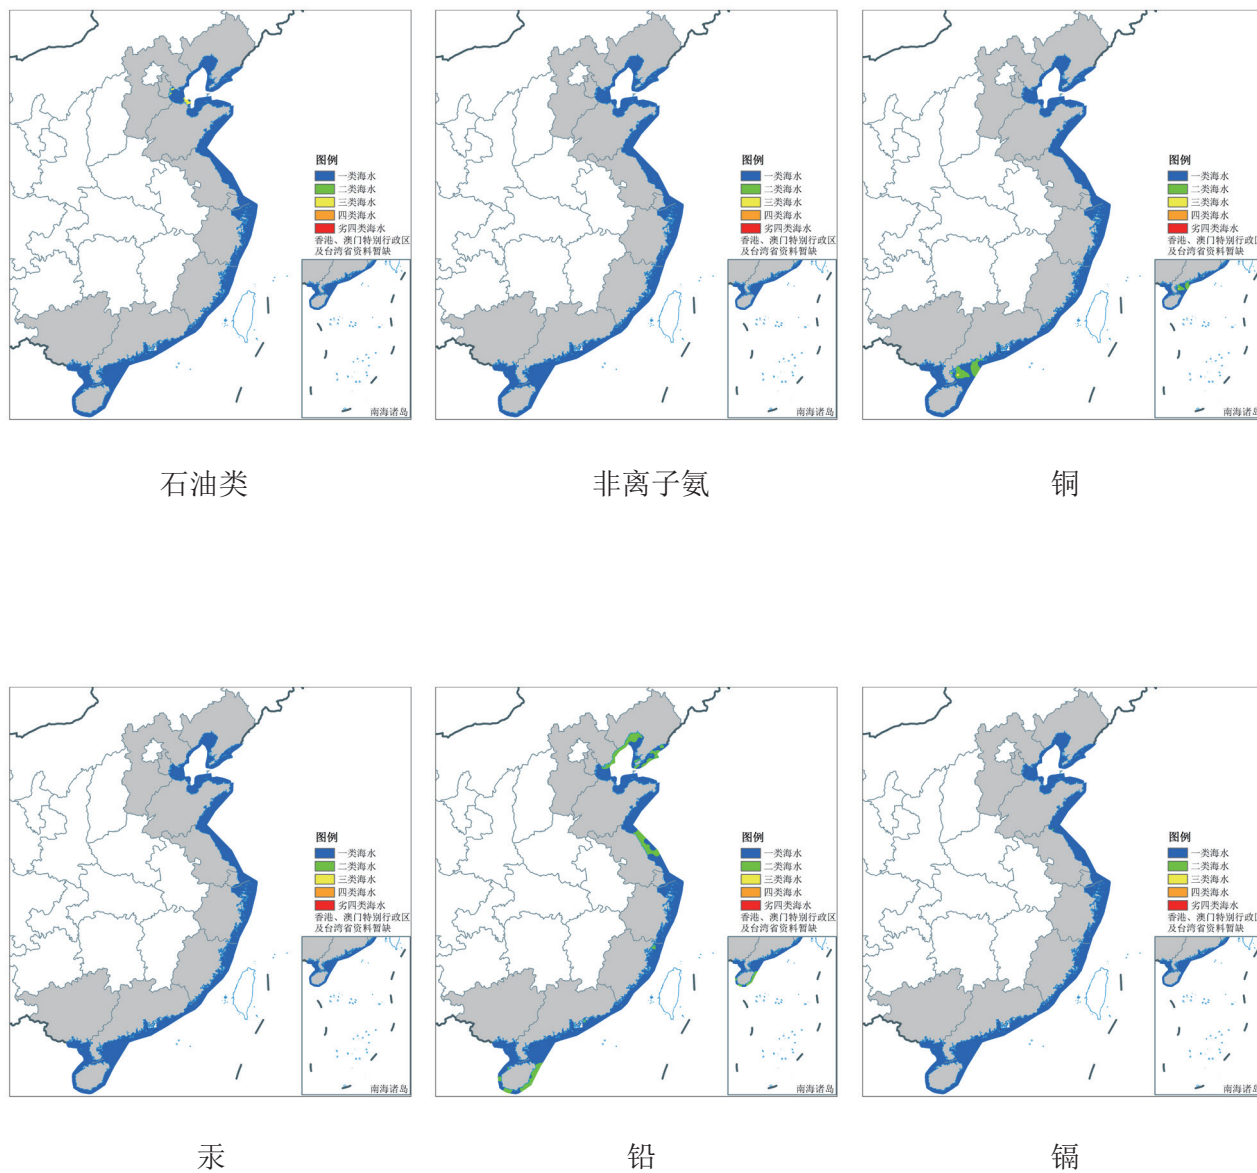 图例
一类海水
二类海水
三类海水
四类海水
劣四类海水
香港、澳门特别行政区
及台湾省资料暂缺
南海诸岛
石油类
图例
一类海水
二类海水
三类海水
四类海水
劣四类海水
香港、澳门特别行政区
及台湾省资料暂缺
南海诸岛
非离子氨
图例
一类海水
二类海水
三类海水
四类海水
劣四类海水
香港、澳门特别行政区
及台湾省资料暂缺
南海诸岛
铜
图例
一类海水
二类海水
三类海水
四类海水
劣四类海水
香港、澳门特别行政区
及台湾省资料暂缺
南海诸岛
汞
图例
一类海水
二类海水
三类海水
四类海水
劣四类海水
香港、澳门特别行政区
及台湾省资料暂缺
南海诸岛
铅
图例
一类海水
二类海水
三类海水
四类海水
劣四类海水
香港、澳门特别行政区
及台湾省资料暂缺
南海诸岛
镉